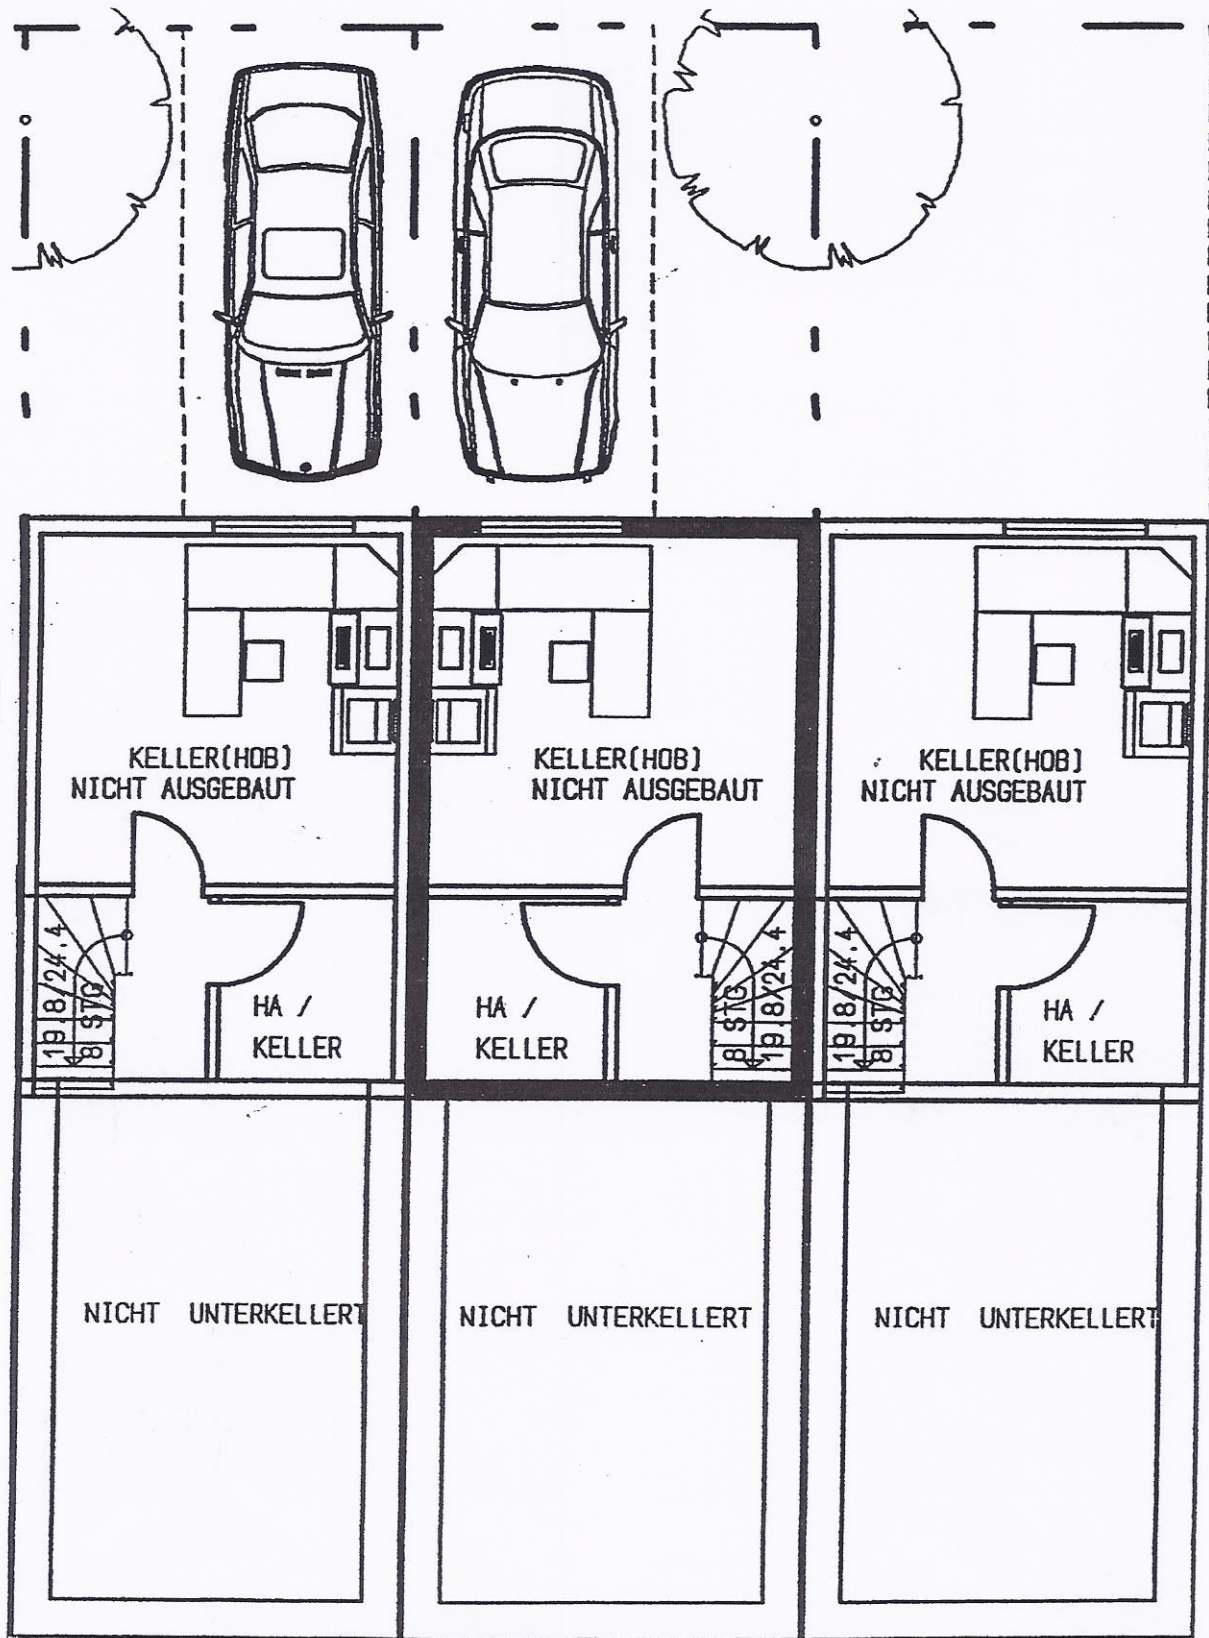 KELLER(HOB)
NICHT AUSGEBAUT
KELLER(HOB)
NICHT AUSGEBAUT
KELLER(HOB)
NICHT AUSGEBAUT
19.8/24.4
8 STG
HA /
KELLER
HA /
KELLER
8 STG
19.8/24.4
19.8/24.4
8 STG
HA /
KELLER
NICHT UNTERKELLERT
NICHT UNTERKELLERT
NICHT UNTERKELLERT